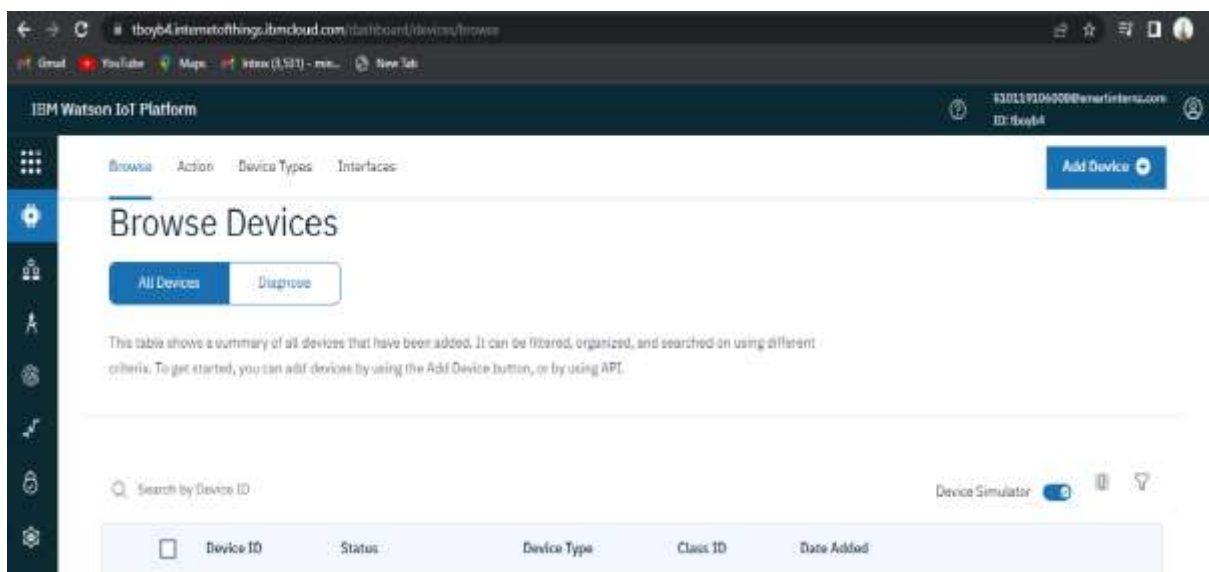 tboyb4.internetofthings.ibmcloud.com/dashboard/devices/browse
Gmail YouTube Maps Inbox (3,531) - min... New Tab
IBM Watson IoT Platform
ID: tboyb4
Browse Action Device Types Interfaces
Add Device
Browse Devices
All Devices Diagnose
This table shows a summary of all devices that have been added. It can be filtered, organized, and searched on using different
criteria. To get started, you can add devices by using the Add Device button, or by using API.
Search by Device ID
Device Simulator
Device ID Status Device Type Class ID Date Added